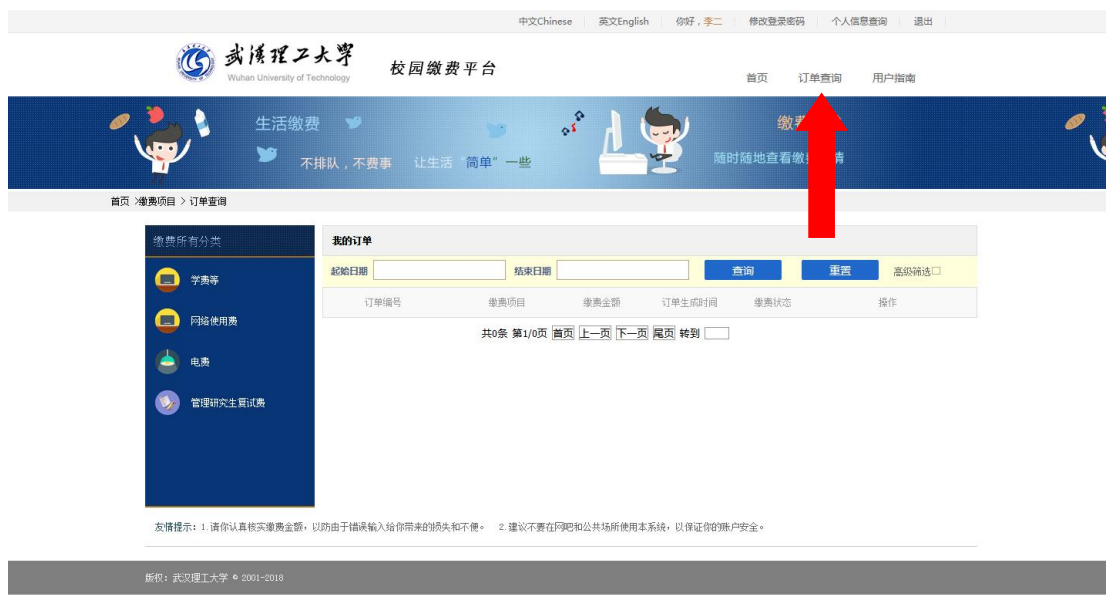 中文Chinese 英文English 你好，李二 修改登录密码 个人信息查询 退出
武汉理工大学
Wuhan University of Technology
校园缴费平台
首页 订单查询 用户指南
生活缴费
不排队，不费事 让生活“简单”一些
随时随地查看缴
首页 >缴费项目 > 订单查询
缴费所有分类
学费等
网络使用费
电费
管理研究生复试费
我的订单
起始日期 结束日期 查询 重置 高级筛选
订单编号 缴费项目 缴费金额 订单生成时间 缴费状态 操作
共0条 第1/0页 首页 上一页 下一页 尾页 转到
友情提示：1.请你认真核实缴费金额，以防由于错误输入给你带来的损失和不便。 2.建议不要在网吧和公共场所使用本系统，以保证你的账户安全。
版权：武汉理工大学 © 2001-2018